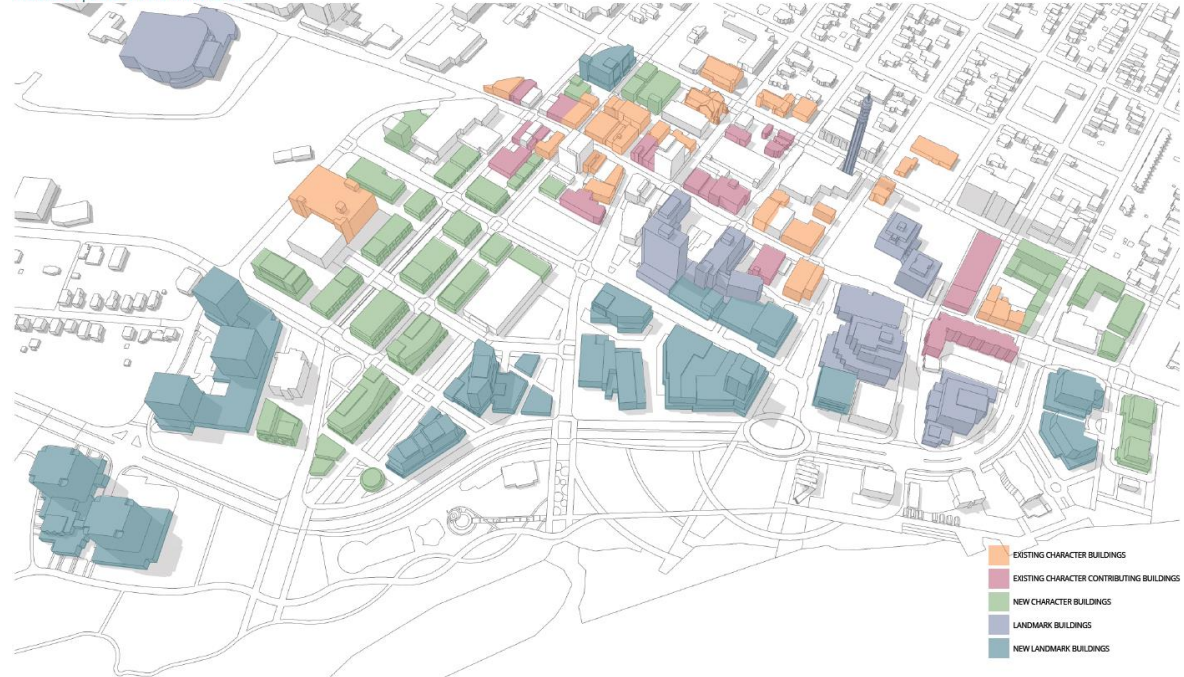 EXISTING CHARACTER BUILDINGS
EXISTING CHARACTER CONTRIBUTING BUILDINGS
NEW CHARACTER BUILDINGS
LANDMARK BUILDINGS
NEW LANDMARK BUILDINGS